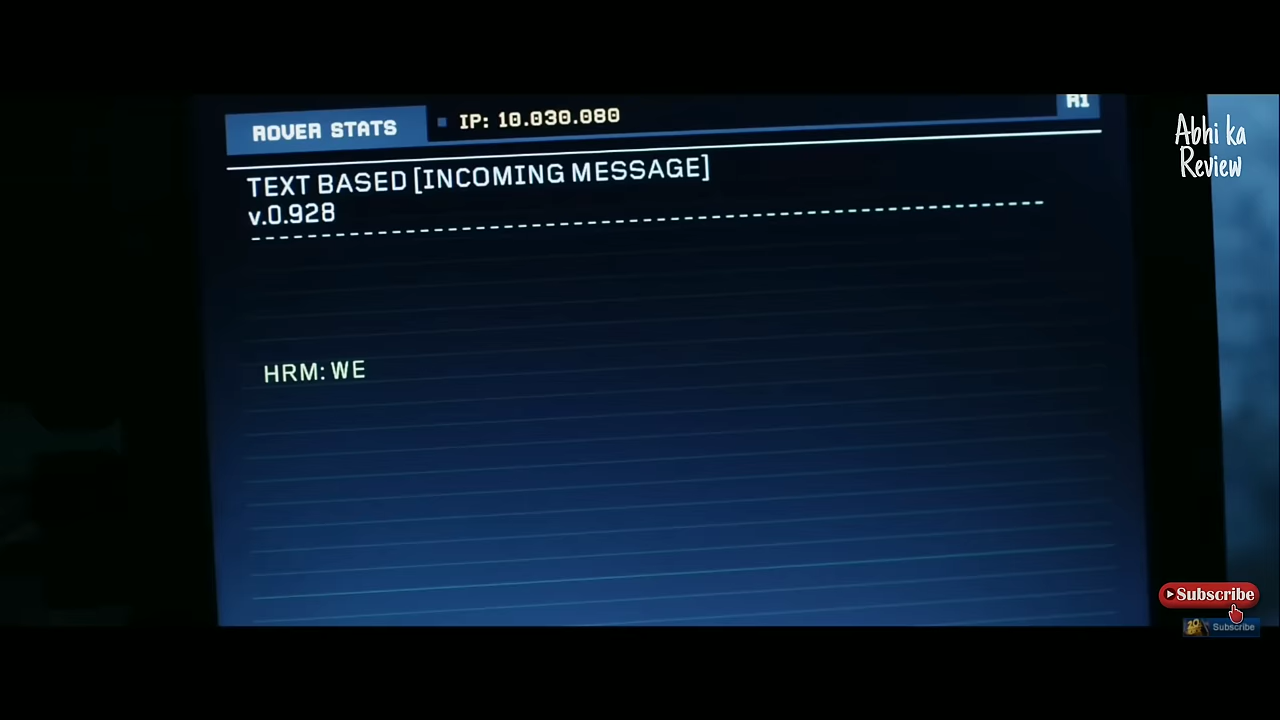 ROVER STATS
IP: 10.030.080
A1
TEXT BASED [INCOMING MESSAGE]
v.0.928
HRM: WE
Abhi ka
Review
Subscribe
Subscribe